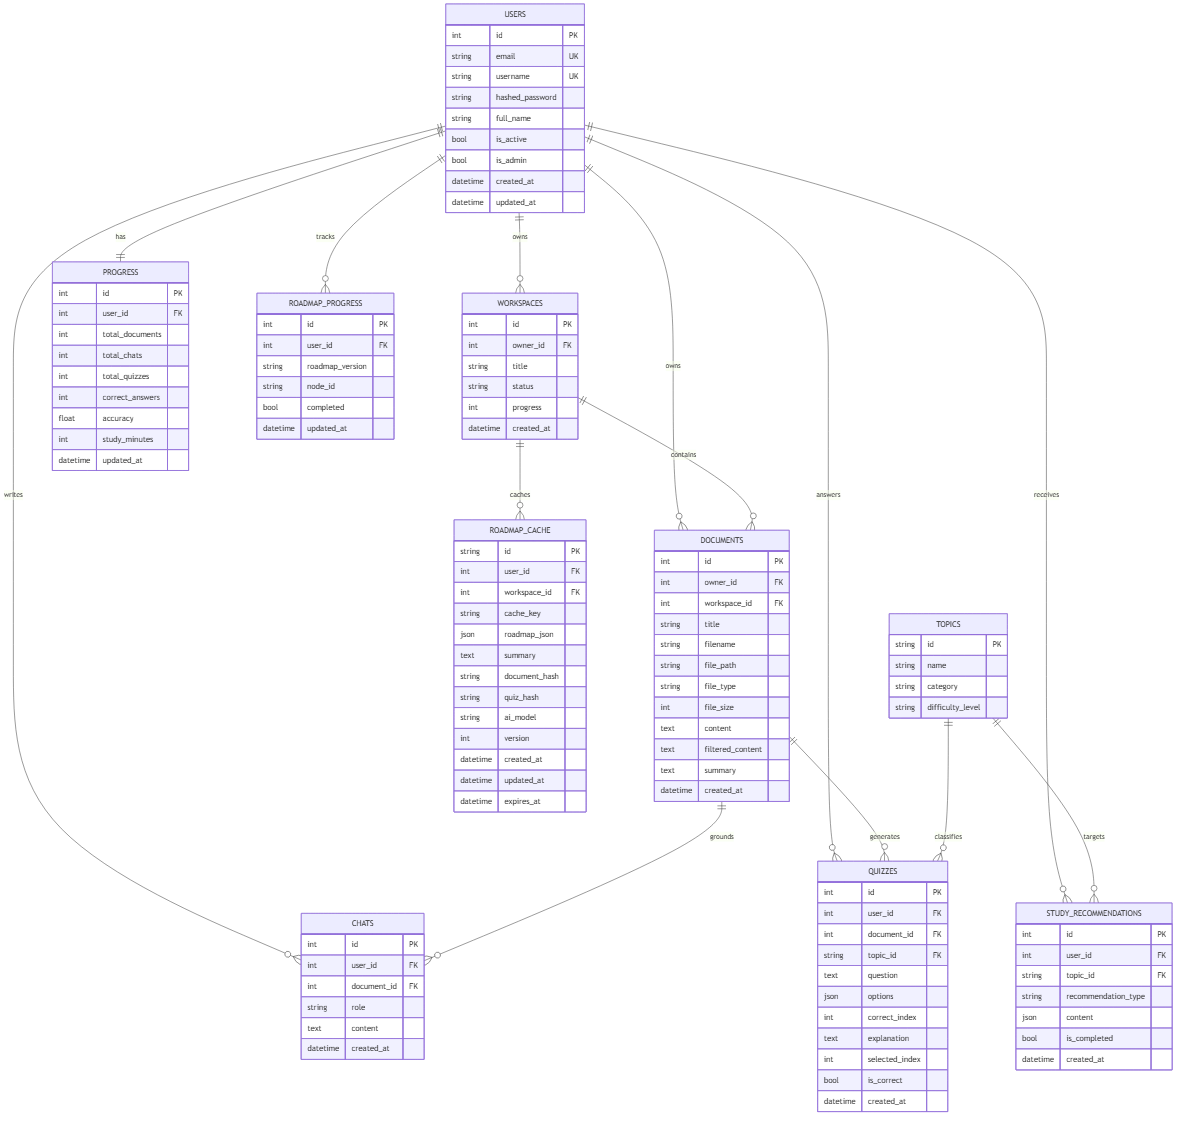 USERS
int id PK
string email UK
string username UK
string hashed_password
string full_name
bool is_active
bool is_admin
datetime created_at
datetime updated_at
has
tracks
owns
PROGRESS
int id PK
int user_id FK
int total_documents
int total_chats
int total_quizzes
int correct_answers
float accuracy
int study_minutes
datetime updated_at
ROADMAP_PROGRESS
int id PK
int user_id FK
string roadmap_version
string node_id
bool completed
datetime updated_at
WORKSPACES
int id PK
int owner_id FK
string title
string status
int progress
datetime created_at
owns
contains
writes
caches
answers
receives
ROADMAP_CACHE
string id PK
int user_id FK
int workspace_id FK
string cache_key
json roadmap_json
text summary
string document_hash
string quiz_hash
string ai_model
int version
datetime created_at
datetime updated_at
datetime expires_at
DOCUMENTS
int id PK
int owner_id FK
int workspace_id FK
string title
string filename
string file_path
string file_type
int file_size
text content
text filtered_content
text summary
datetime created_at
TOPICS
string id PK
string name
string category
string difficulty_level
grounds
generates
classifies
targets
CHATS
int id PK
int user_id FK
int document_id FK
string role
text content
datetime created_at
QUIZZES
int id PK
int user_id FK
int document_id FK
string topic_id FK
text question
json options
int correct_index
text explanation
int selected_index
bool is_correct
datetime created_at
STUDY_RECOMMENDATIONS
int id PK
int user_id FK
string topic_id FK
string recommendation_type
json content
bool is_completed
datetime created_at